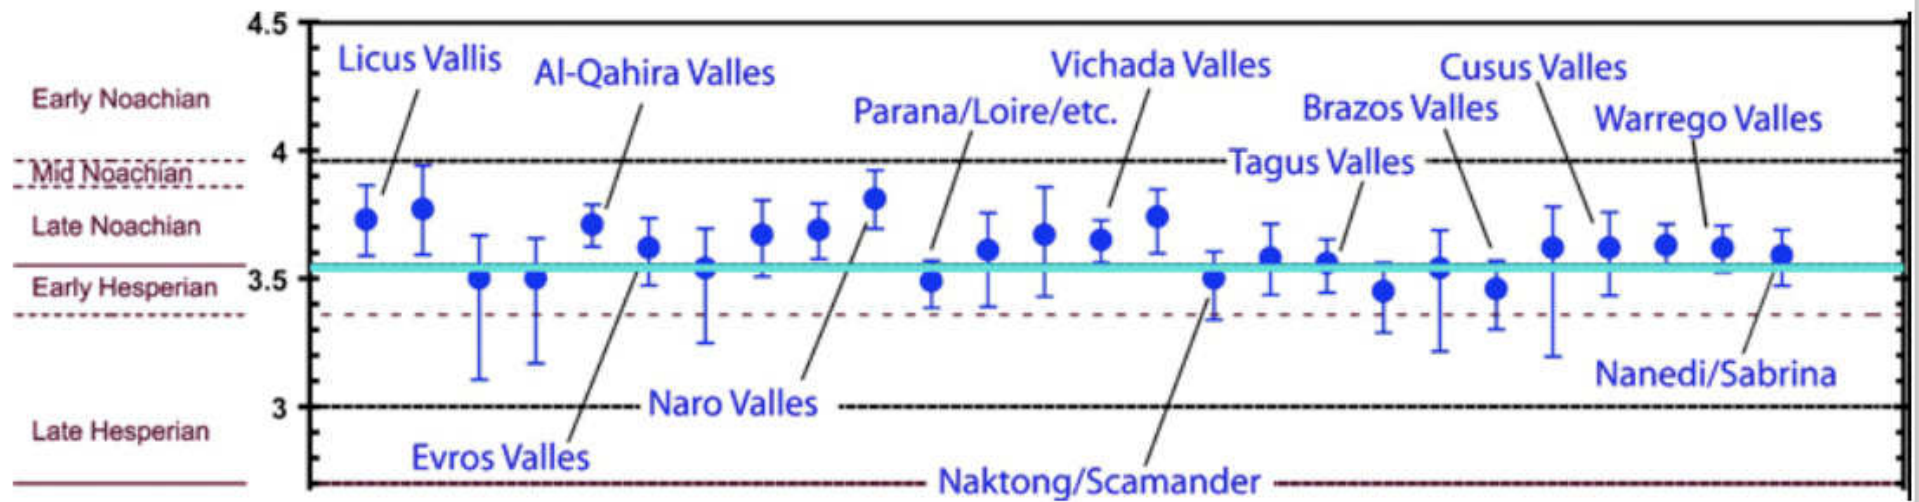 4.5
Licus Vallis
Al-Qahira Valles
Vichada Valles
Cusus Valles
Early Noachian
Parana/Loire/etc.
Brazos Valles
Warrego Valles
4
Mid Noachian
Tagus Valles
Late Noachian
3.5
Early Hesperian
Nanedi/Sabrina
3
Naro Valles
Late Hesperian
Evros Valles
Naktong/Scamander